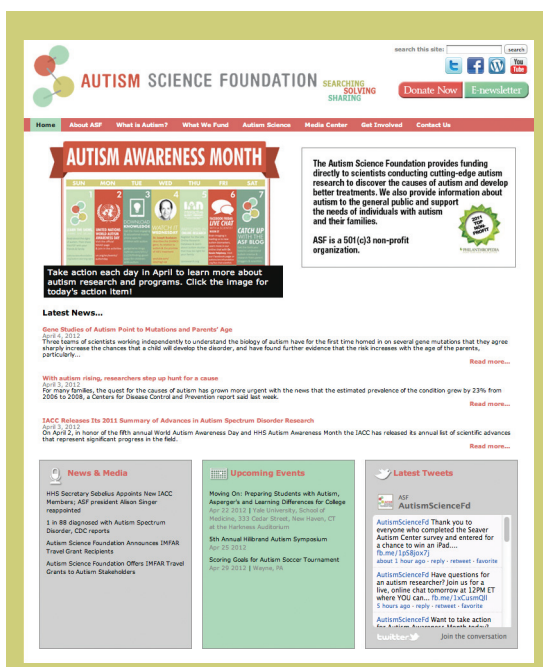 search this site:
search
You
Tube
AUTISM SCIENCE FOUNDATION
SEARCHING
SOLVING
SHARING
Donate Now
E-newsletter
Home About ASF What is Autism? What We Fund Autism Science Media Center Get Involved Contact Us
AUTISM AWARENESS MONTH
SUN MON TUE WED THU FRI SAT
1 2 3 4 5 6 7
LIVE CHAT
CATCH UP
WITH THE
ASF BLOG
Take action each day in April to learn more about
autism research and programs. Click the image for
today's action item!
The Autism Science Foundation provides funding
directly to scientists conducting cutting-edge autism
research to discover the causes of autism and develop
better treatments. We also provide information about
autism to the general public and support
the needs of individuals with autism
and their families.
ASF is a 501(c)3 non-profit
organization.
2011
TOP
NON
PROFIT
Latest News...
Gene Studies of Autism Point to Mutations and Parents' Age
April 4, 2012
Three teams of scientists working independently to understand the biology of autism have for the first time homed in on several gene mutations that they agree
sharply increase the chances that a child will develop the disorder, and have found further evidence that the risk increases with the age of the parents,
particularly...
Read more...
With autism rising, researchers step up hunt for a cause
April 3, 2012
For many families, the quest for the causes of autism has grown more urgent with the news that the estimated prevalence of the condition grew by 23% from
2006 to 2008, a Centers for Disease Control and Prevention report said last week.
Read more...
IACC Releases Its 2011 Summary of Advances in Autism Spectrum Disorder Research
April 3, 2012
On April 2, in honor of the fifth annual World Autism Awareness Day and HHS Autism Awareness Month the IACC has released its annual list of scientific advances
that represent significant progress in the field.
Read more...
News & Media
HHS Secretary Sebelius Appoints New IACC
Members; ASF president Alison Singer
reappointed
1 in 88 diagnosed with Autism Spectrum
Disorder, CDC reports
Autism Science Foundation Announces IMFAR
Travel Grant Recipients
Autism Science Foundation Offers IMFAR Travel
Grants to Autism Stakeholders
Upcoming Events
Moving On: Preparing Students with Autism,
Asperger's and Learning Differences for College
Apr 22 2012 | Yale University, School of
Medicine, 333 Cedar Street, New Haven, CT
at the Harkness Auditorium
5th Annual Hilibrand Autism Symposium
Apr 25 2012
Scoring Goals for Autism Soccer Tournament
Apr 29 2012 | Wayne, PA
Latest Tweets
ASF
AutismScienceFd
AutismScienceFd Thank you to
everyone who completed the Seaver
Autism Center survey and entered for
a chance to win an iPad....
fb.me/1pS8jox7j
about 1 hour ago · reply · retweet · favorite
AutismScienceFd Have questions for
an autism researcher? Join us for a
live, online chat tomorrow at 12PM ET
where YOU can... fb.me/1xCusmQJl
5 hours ago · reply · retweet · favorite
AutismScienceFd Want to take action
for Autism Awareness Month today?
twitter
Join the conversation